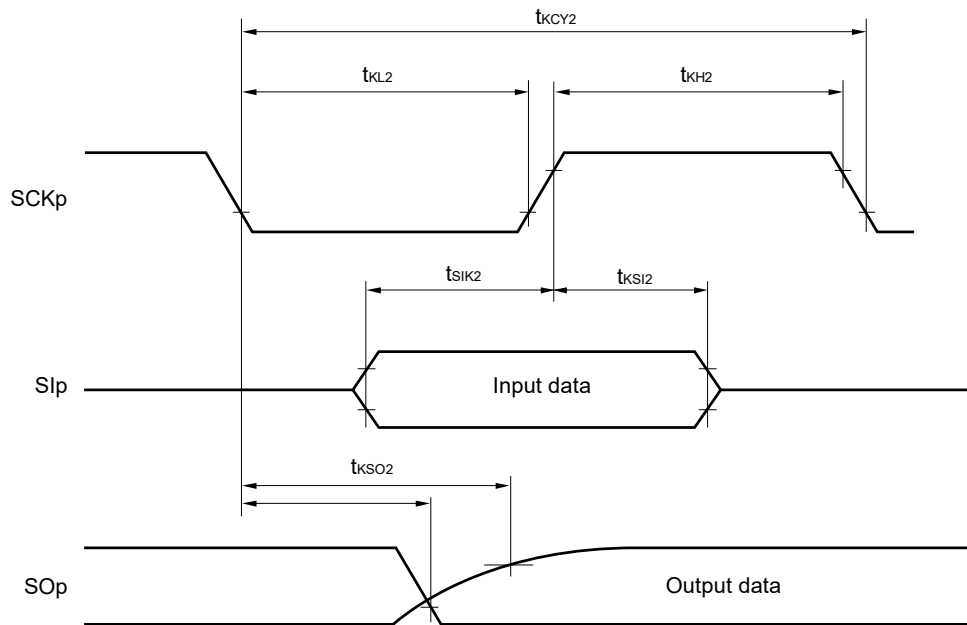 tKCY2
tKL2
tKH2
SCKp
tSIK2
tKSI2
SIp
Input data
tKSO2
SOp
Output data